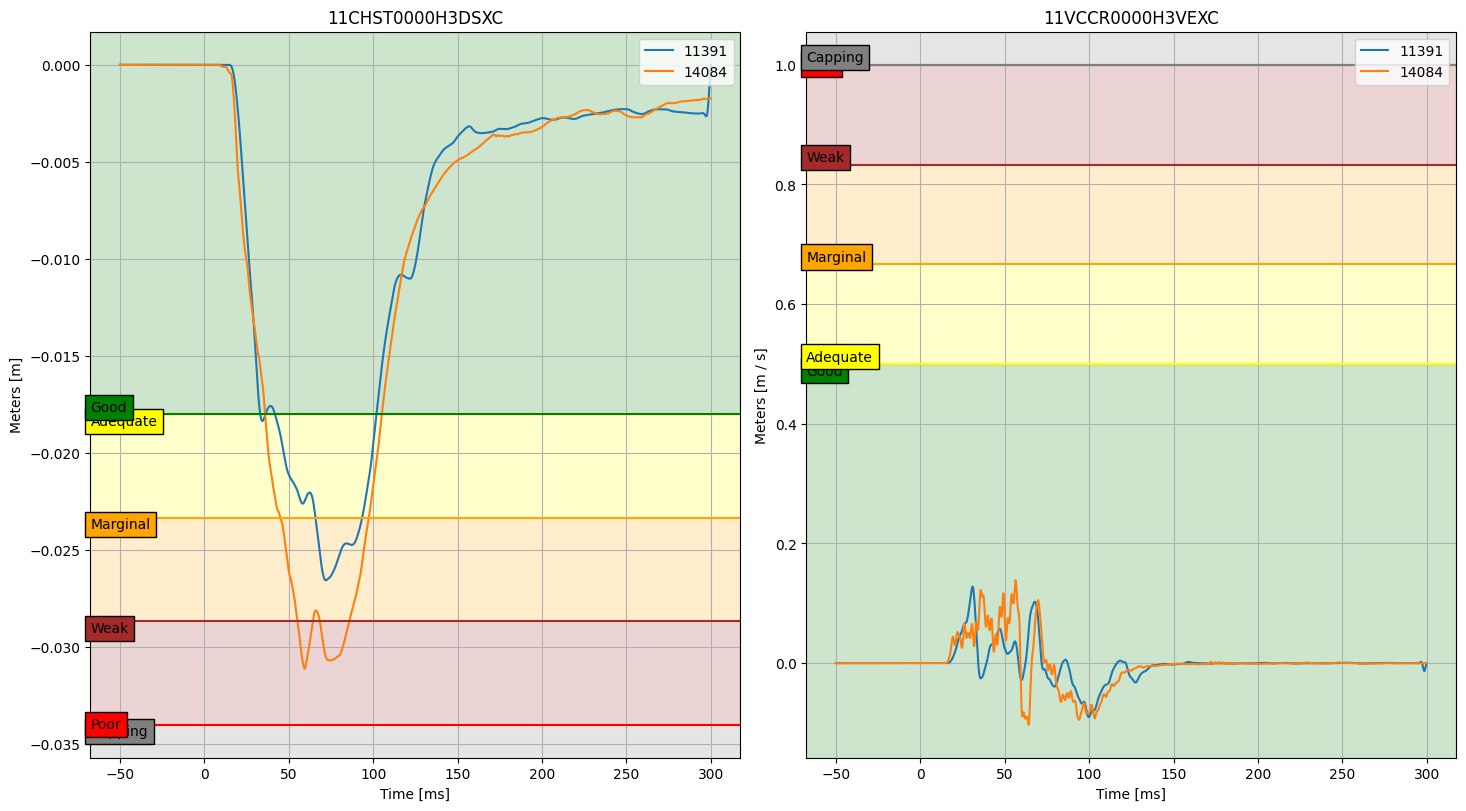 11CHST0000H3DSXC
11391
14084
0.000
−0.005
−0.010
−0.015
−0.020
−0.025
−0.030
−0.035
Meters [m]
Good
Adequate
Marginal
Weak
Poor
−50
0
50
100
150
200
250
300
Time [ms]
11VCCR0000H3VEXC
11391
14084
Capping
1.0
0.8
0.6
0.4
0.2
0.0
Meters [m / s]
Weak
Marginal
Adequate
Good
−50
0
50
100
150
200
250
300
Time [ms]